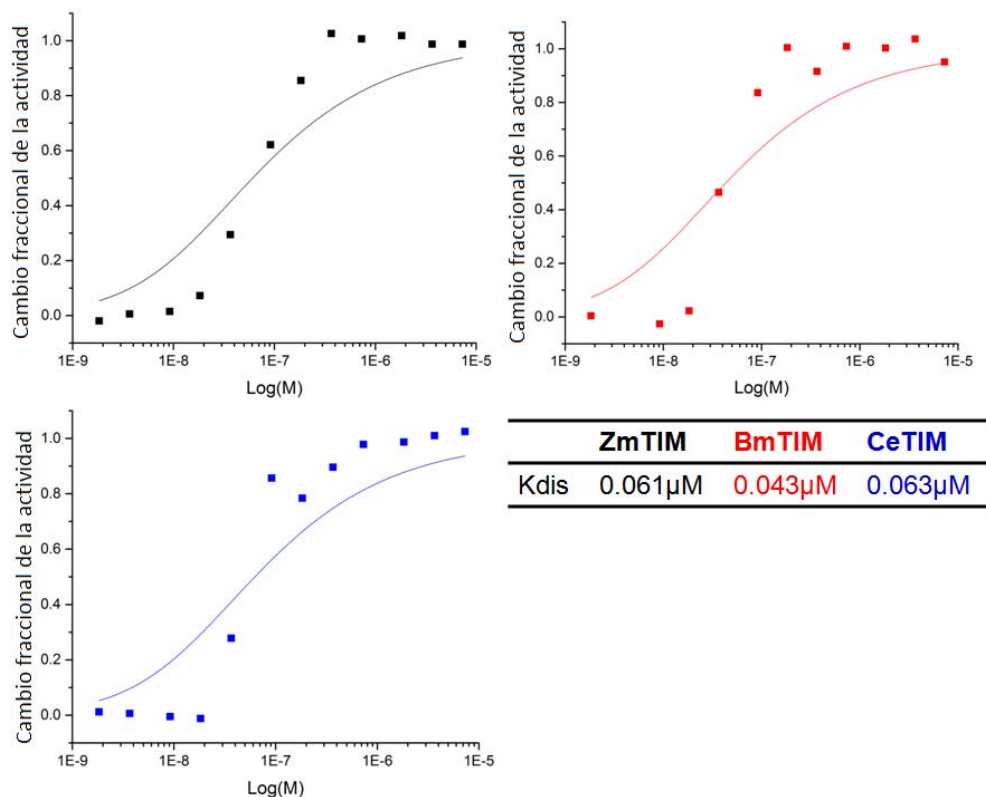 Cambio fraccional de la actividad
1.0
0.8
0.6
0.4
0.2
0.0
1E-9 1E-8 1E-7 1E-6 1E-5
Log(M)
Cambio fraccional de la actividad
1.0
0.8
0.6
0.4
0.2
0.0
1E-9 1E-8 1E-7 1E-6 1E-5
Log(M)
Cambio fraccional de la actividad
1.0
0.8
0.6
0.4
0.2
0.0
1E-9 1E-8 1E-7 1E-6 1E-5
Log(M)
ZmTIM BmTIM CeTIM
Kdis 0.061µM 0.043µM 0.063µM